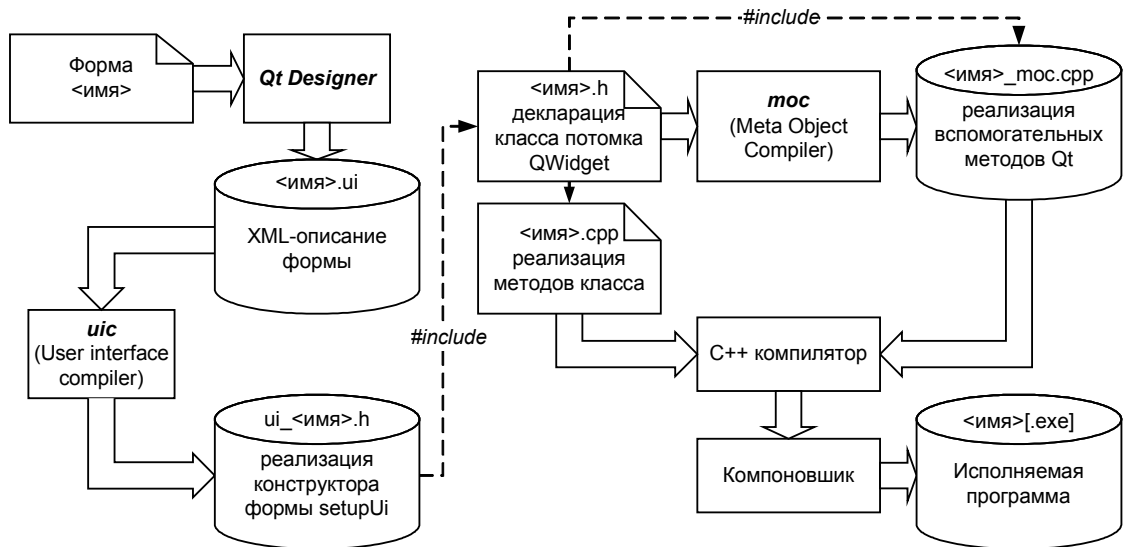 Форма
<имя>
Qt Designer
<имя>.ui
XML-описание
формы
uic
(User interface
compiler)
ui_<имя>.h
реализация
конструктора
формы setupUi
#include
#include
<имя>.h
декларация
класса потомка
QWidget
moc
(Meta Object
Compiler)
<имя>_moc.cpp
реализация
вспомогательных
методов Qt
<имя>.cpp
реализация
методов класса
C++ компилятор
Компоновшик
<имя>[.exe]
Исполняемая
программа